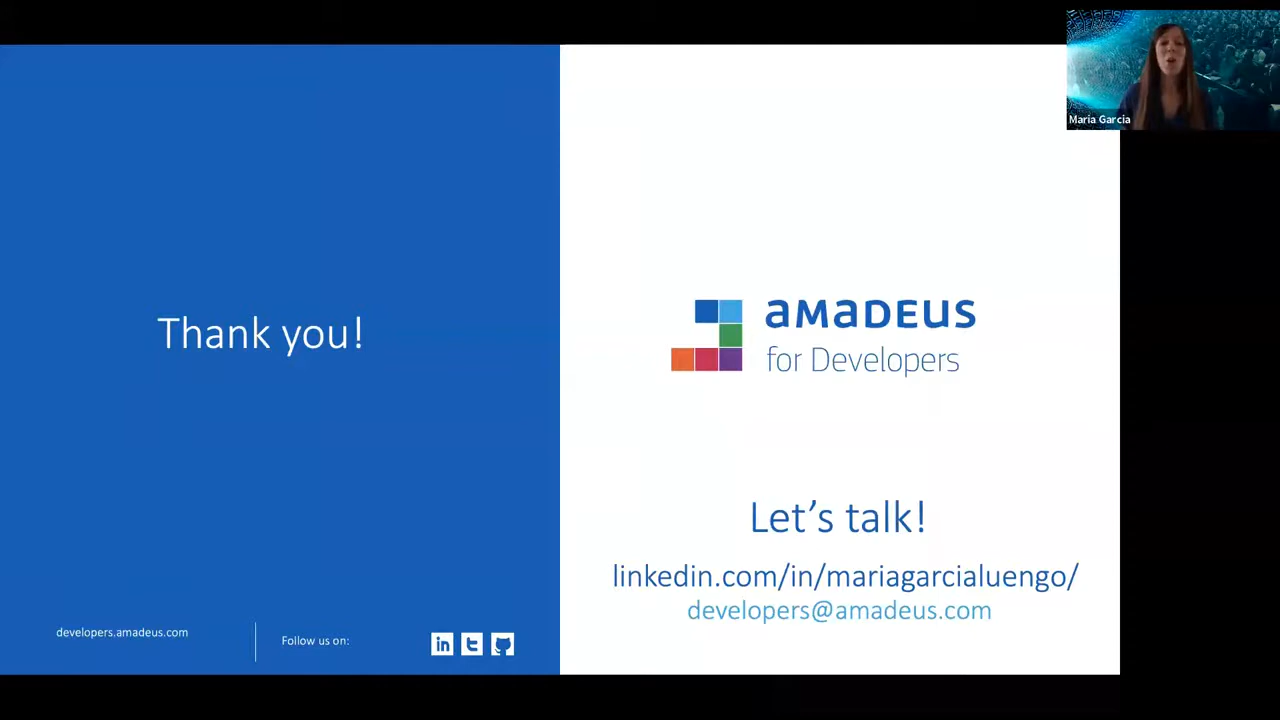 Maria Garcia
Thank you!
amadeus
for Developers
Let's talk!
linkedin.com/in/mariagarcialuengo/
developers@amadeus.com
developers.amadeus.com
Follow us on:
in
t